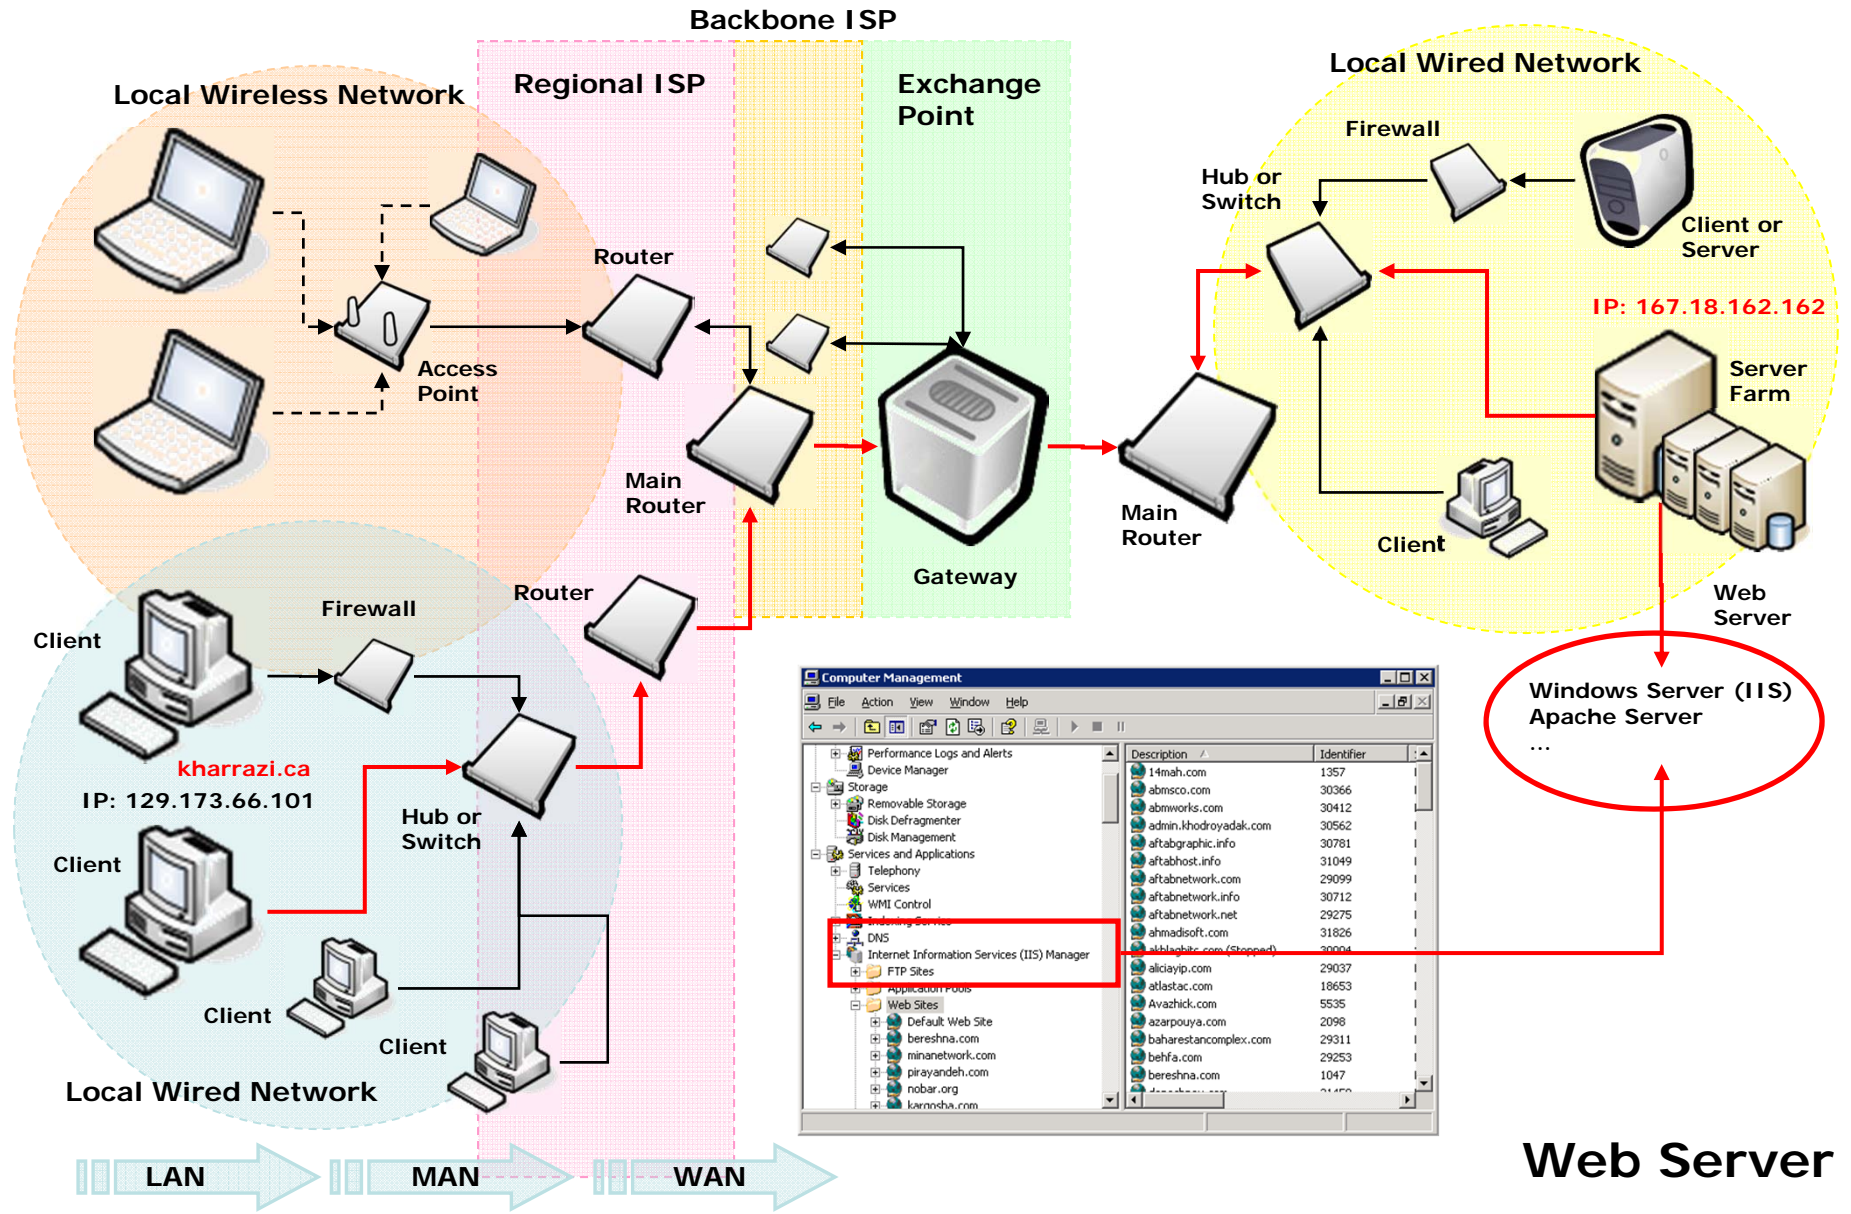 Backbone ISP
Local Wireless Network
Regional ISP
Exchange
Point
Local Wired Network
Firewall
Hub or
Switch
Client or
Server
Router
IP: 167.18.162.162
Access
Point
Server
Farm
Main
Router
Main
Router
Client
Gateway
Web
Server
Router
Firewall
Client
Windows Server (IIS)
Apache Server
...
kharrazi.ca
IP: 129.173.66.101
Hub or
Switch
Client
Client
Client
Local Wired Network
LAN
MAN
WAN
Web Server
Computer Management
File Action View Window Help
Performance Logs and Alerts
Device Manager
Storage
Removable Storage
Disk Defragmenter
Disk Management
Services and Applications
Telephony
Services
WMI Control
Indexing Service
DNS
Internet Information Services (IIS) Manager
FTP Sites
Application Pools
Web Sites
Default Web Site
bereshna.com
minanetwork.com
pirayandeh.com
nobar.org
kargosha.com
Description Identifier
14mah.com 1357
abmsco.com 30366
abmworks.com 30412
admin.khodroyadak.com 30562
aftabgraphic.info 30781
aftabhost.info 31049
aftabnetwork.com 29099
aftabnetwork.info 30712
aftabnetwork.net 29275
ahmadisoft.com 31826
(Stopped) 30004
aliciayip.com 29037
atlastac.com 18653
Avazhick.com 5535
azarpouya.com 2098
baharestancomplex.com 29311
behfa.com 29253
bereshna.com 1047